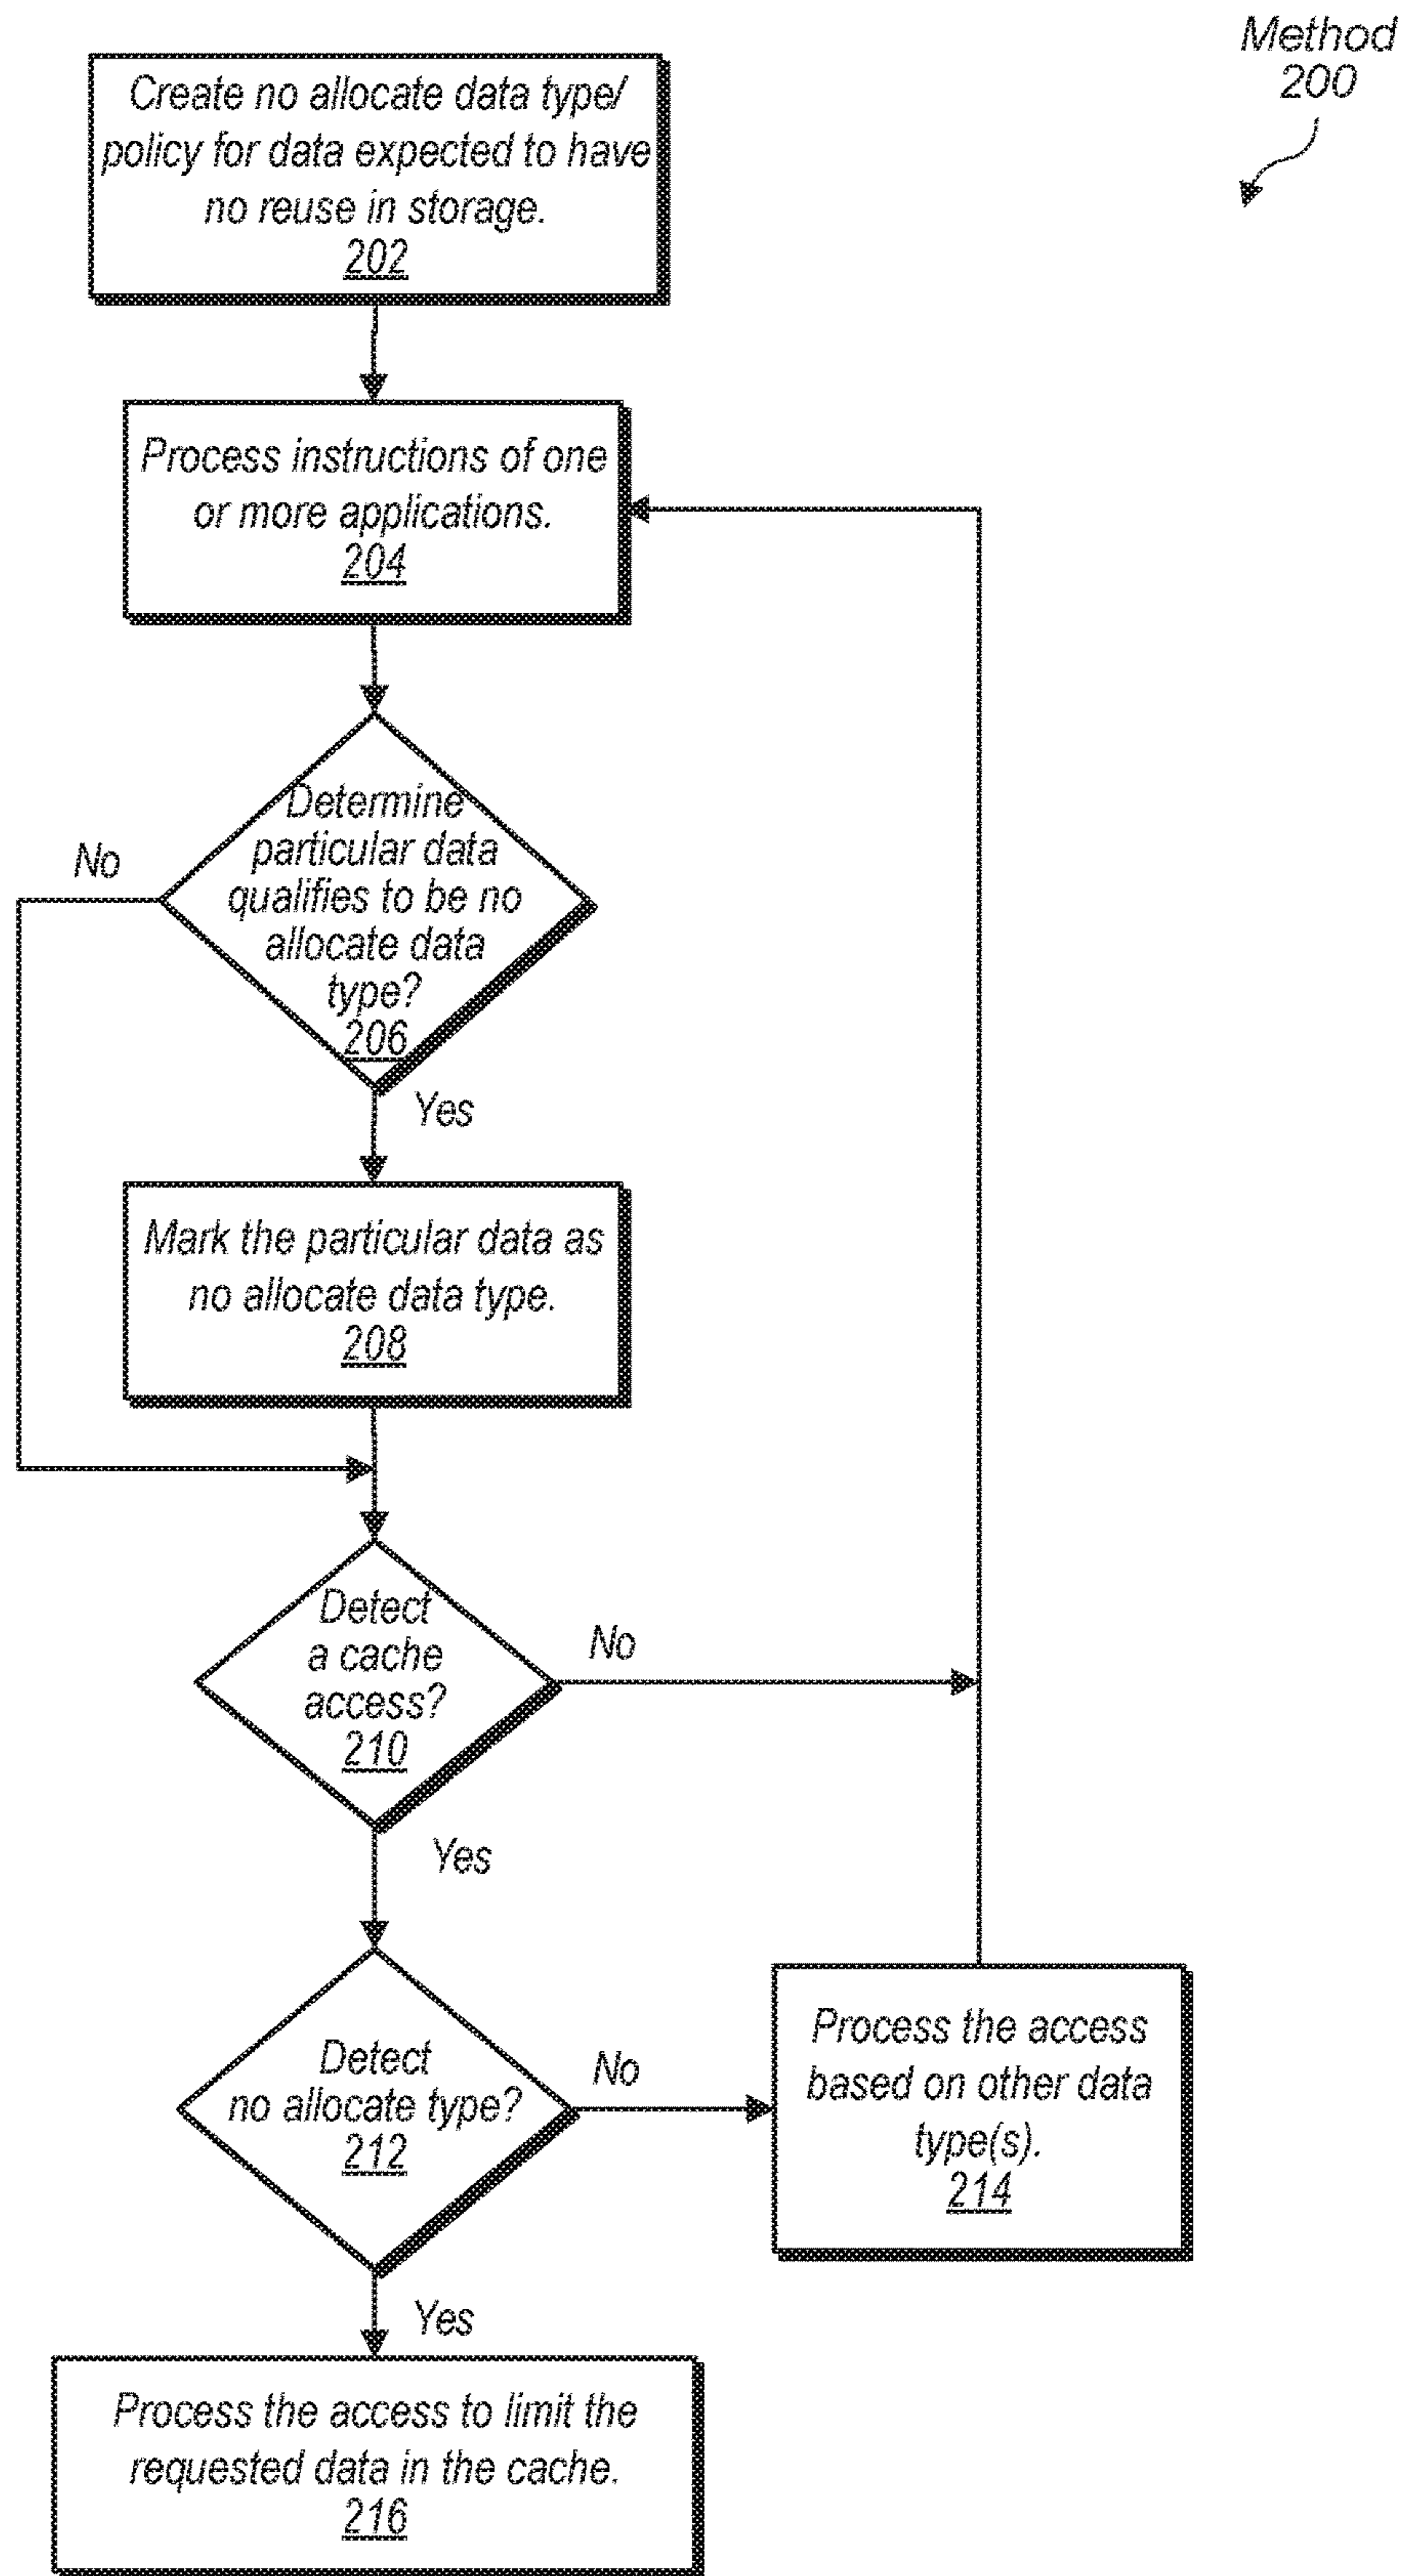 Method
200
Create no allocate data type/
policy for data expected to have
no reuse in storage.
202
Process instructions of one
or more applications.
204
Determine
particular data
qualifies to be no
allocate data
type?
206
No
Yes
Mark the particular data as
no allocate data type.
208
Detect
a cache
access?
210
No
Yes
Detect
no allocate type?
212
No
Process the access
based on other data
type(s).
214
Yes
Process the access to limit the
requested data in the cache.
216